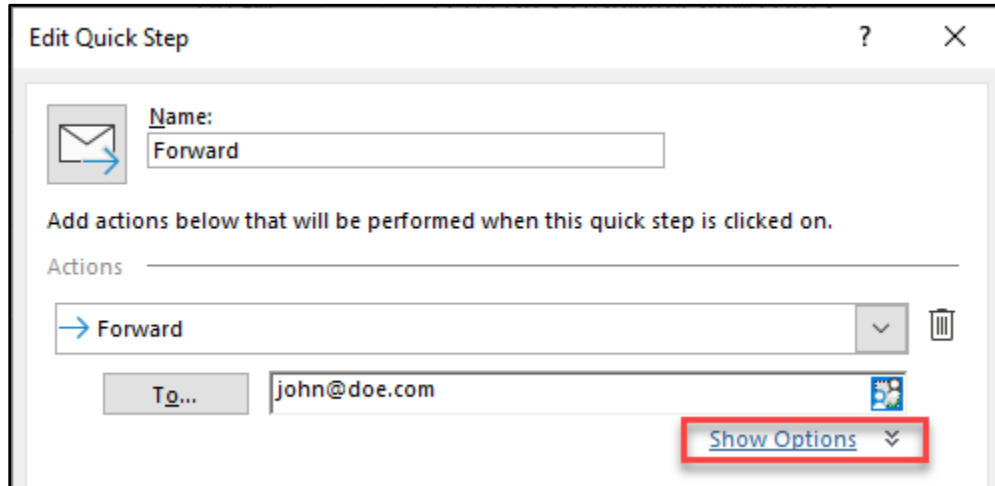 Edit Quick Step ?
Name:
Forward
Add actions below that will be performed when this quick step is clicked on.
Actions
Forward
To... john@doe.com
Show Options